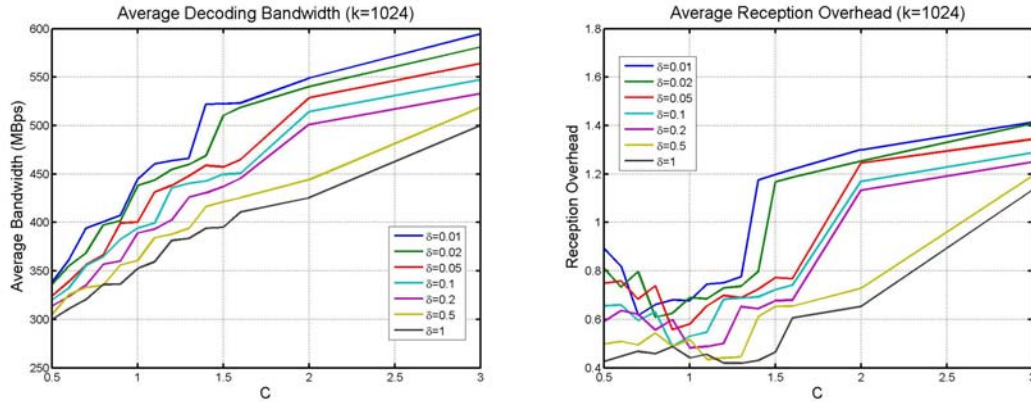 Average Decoding Bandwidth (k=1024)
600
550
500
450
400
350
300
250
Average Bandwidth (MBps)
δ=0.01
δ=0.02
δ=0.05
δ=0.1
δ=0.2
δ=0.5
δ=1
0.5
1
1.5
2
2.5
3
C
Average Reception Overhead (k=1024)
1.8
1.6
1.4
1.2
1
0.8
0.6
0.4
Reception Overhead
δ=0.01
δ=0.02
δ=0.05
δ=0.1
δ=0.2
δ=0.5
δ=1
0.5
1
1.5
2
2.5
3
C